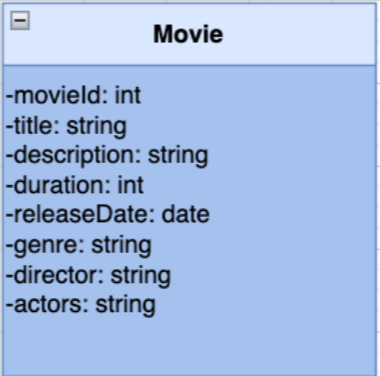 Movie
-movieId: int
-title: string
-description: string
-duration: int
-releaseDate: date
-genre: string
-director: string
-actors: string